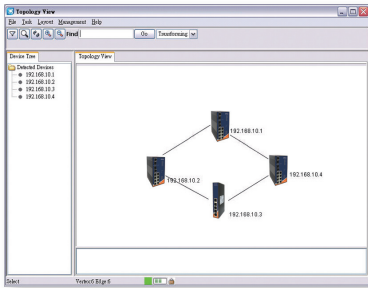 Topology View
File Task Layout Management Help
Find Go Transforming
Device Tree
Topology View
Detected Devices
192.168.10.1
192.168.10.2
192.168.10.3
192.168.10.4
192.168.10.1
192.168.10.2
192.168.10.4
192.168.10.3
Select Vertex:6 Edge:6